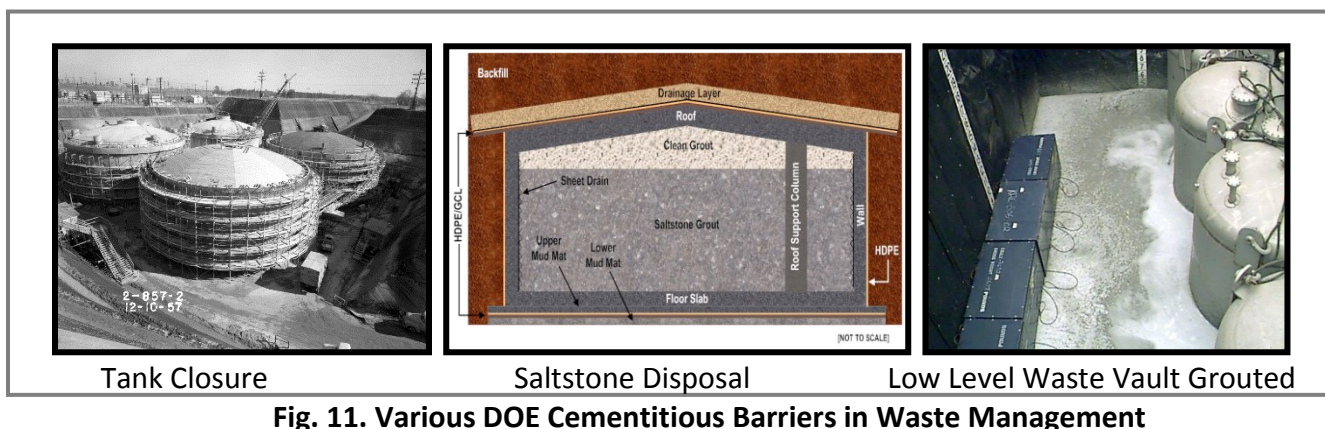 2-857-2
12-10-57
Backfill
Drainage Layer
Roof
Clean Grout
Sheet Drain
HDPE/GCL
Saltstone Grout
Roof Support Column
Wall
Upper
Mud Mat
Lower
Mud Mat
HDPE
Floor Slab
[NOT TO SCALE]
Tank Closure
Saltstone Disposal
Low Level Waste Vault Grouted
Fig. 11. Various DOE Cementitious Barriers in Waste Management